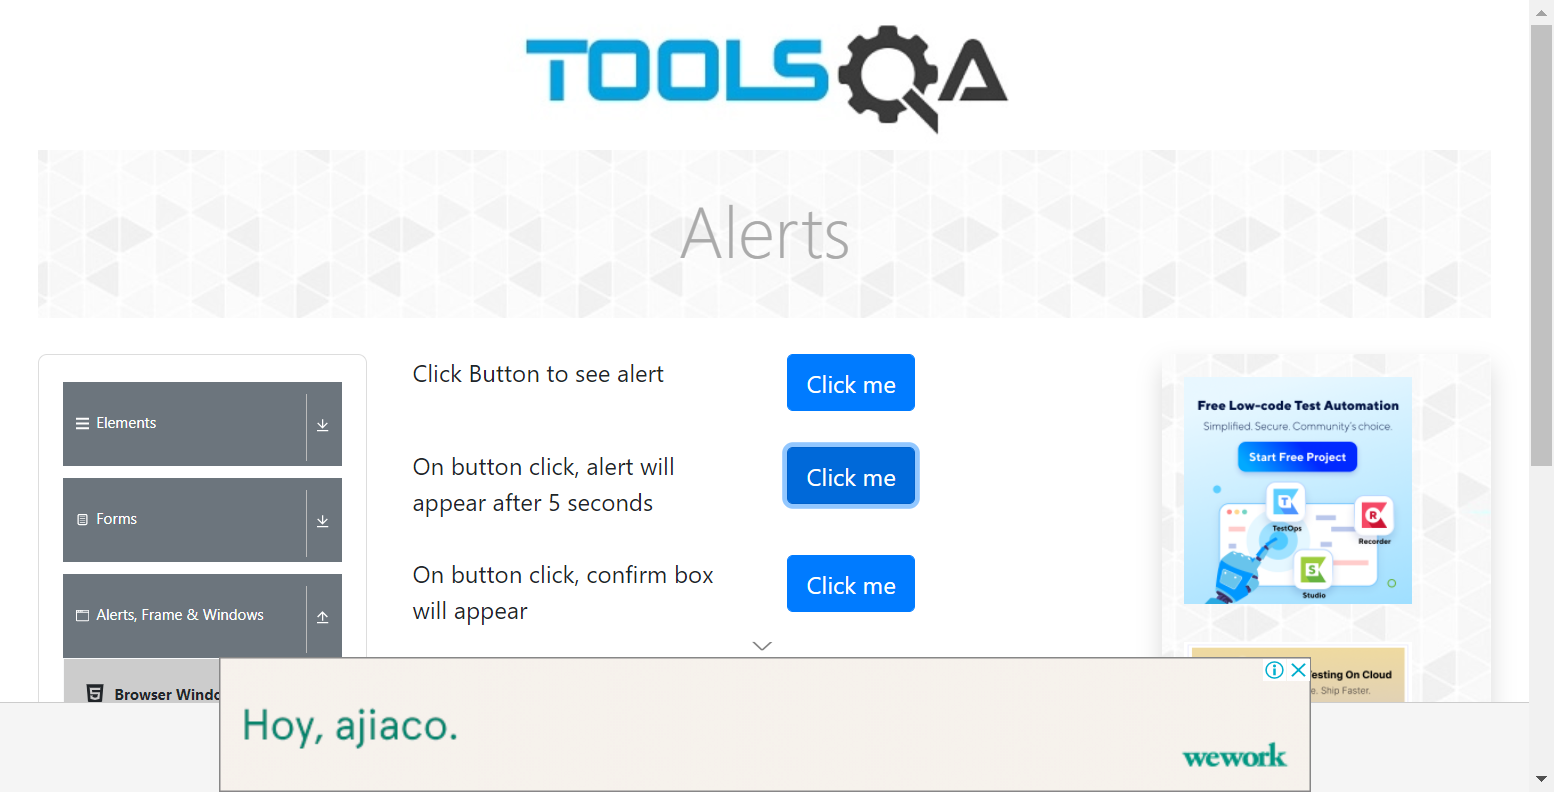 TOOLSQA
Alerts
Elements
Forms
Alerts, Frame & Windows
Browser Windo
Click Button to see alert
Click me
On button click, alert will
appear after 5 seconds
Click me
On button click, confirm box
will appear
Click me
Free Low-code Test Automation
Simplified. Secure. Community's choice.
Start Free Project
TestOps
Recorder
Studio
esting On Cloud
e. Ship Faster.
Hoy, ajiaco.
wework